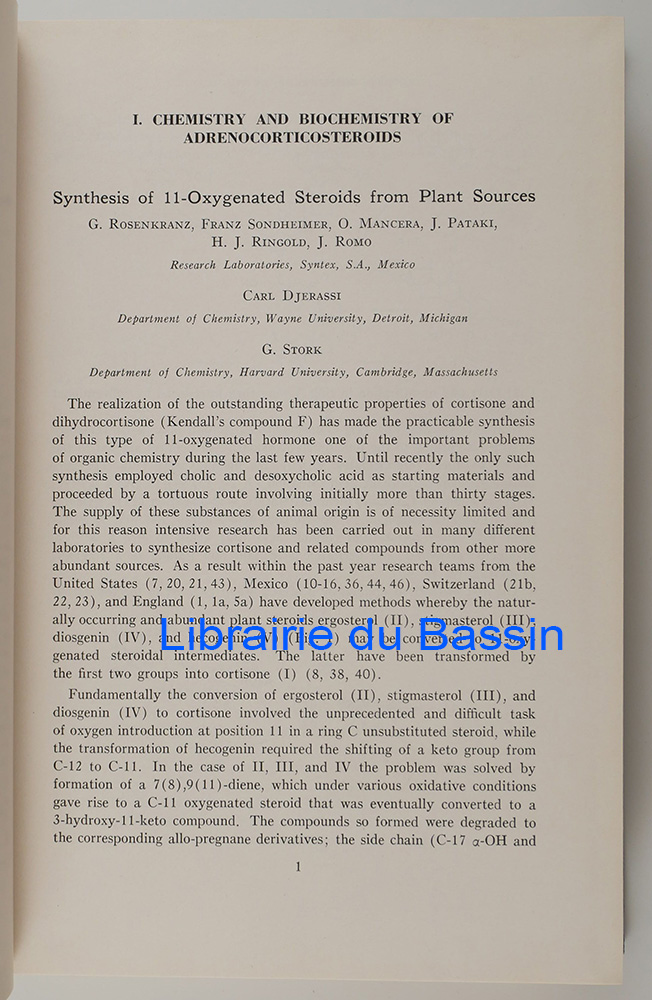 I. CHEMISTRY AND BIOCHEMISTRY OF
ADRENOCORTICOSTEROIDS
Synthesis of 11-Oxygenated Steroids from Plant Sources
G. Rosenkranz, Franz Sondheimer, O. Mancera, J. Pataki,
H. J. Ringold, J. Romo
Research Laboratories, Syntex, S.A., Mexico
Carl Djerassi
Department of Chemistry, Wayne University, Detroit, Michigan
G. Stork
Department of Chemistry, Harvard University, Cambridge, Massachusetts
The realization of the outstanding therapeutic properties of cortisone and
dihydrocortisone (Kendall's compound F) has made the practicable synthesis
of this type of 11-oxygenated hormone one of the important problems
of organic chemistry during the last few years. Until recently the only such
synthesis employed cholic and desoxycholic acid as starting materials and
proceeded by a tortuous route involving initially more than thirty stages.
The supply of these substances of animal origin is of necessity limited and
for this reason intensive research has been carried out in many different
laboratories to synthesize cortisone and related compounds from other more
abundant sources. As a result within the past year research teams from the
United States (7, 20, 21, 43), Mexico (10-16, 36, 44, 46), Switzerland (21b,
22, 23), and England (1, 1a, 5a) have developed methods whereby the natur-
ally occurring and abundant plant steroids ergosterol (II), stigmasterol (III),
diosgenin (IV), and hecogenin (V) may be converted to 11-oxy-
Librairie du Bassin
genated steroidal intermediates. The latter have been transformed by
the first two groups into cortisone (I) (8, 38, 40).
Fundamentally the conversion of ergosterol (II), stigmasterol (III), and
diosgenin (IV) to cortisone involved the unprecedented and difficult task
of oxygen introduction at position 11 in a ring C unsubstituted steroid, while
the transformation of hecogenin required the shifting of a keto group from
C-12 to C-11. In the case of II, III, and IV the problem was solved by
formation of a 7(8),9(11)-diene, which under various oxidative conditions
gave rise to a C-11 oxygenated steroid that was eventually converted to a
3-hydroxy-11-keto compound. The compounds so formed were degraded to
the corresponding allo-pregnane derivatives; the side chain (C-17 α-OH and
1